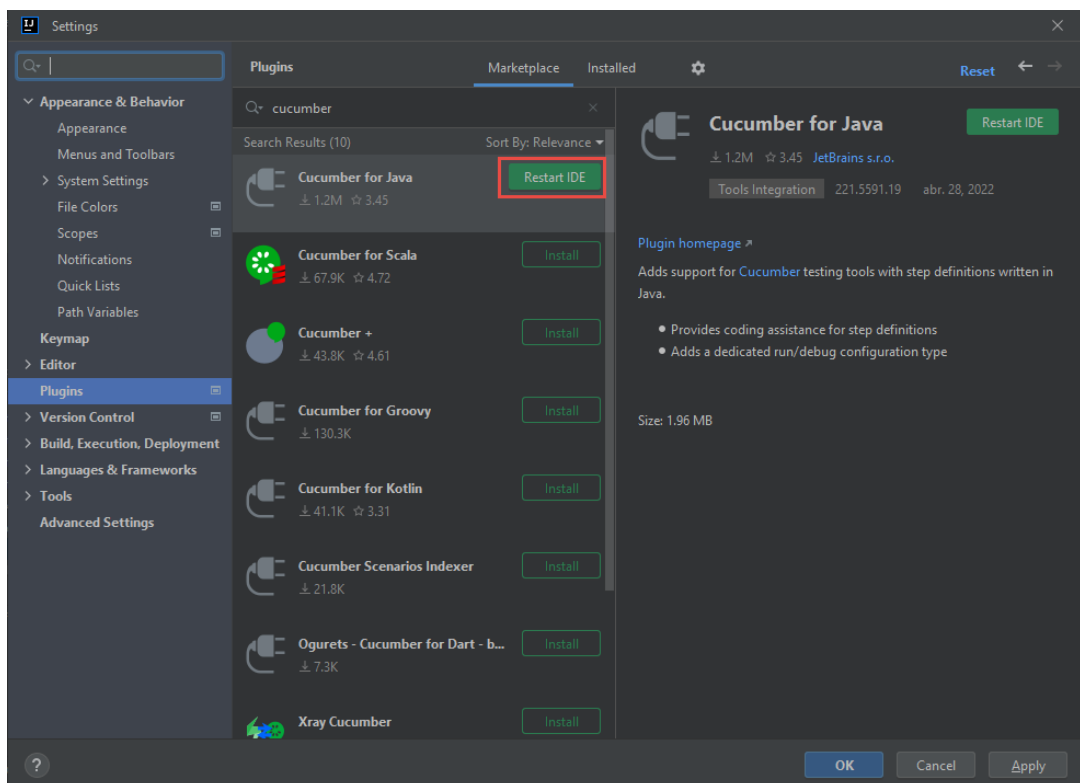 IJ Settings
Appearance & Behavior
Appearance
Menus and Toolbars
System Settings
File Colors
Scopes
Notifications
Quick Lists
Path Variables
Keymap
Editor
Plugins
Version Control
Build, Execution, Deployment
Languages & Frameworks
Tools
Advanced Settings
Plugins Marketplace Installed Reset
cucumber
Search Results (10) Sort By: Relevance
Cucumber for Java Restart IDE
1.2M 3.45
Cucumber for Scala Install
67.9K 4.72
Cucumber + Install
43.8K 4.61
Cucumber for Groovy Install
130.3K
Cucumber for Kotlin Install
41.1K 3.31
Cucumber Scenarios Indexer Install
21.8K
Ogurets - Cucumber for Dart - b... Install
7.3K
Xray Cucumber Install
Cucumber for Java Restart IDE
1.2M 3.45 JetBrains s.r.o.
Tools Integration 221.5591.19 abr. 28, 2022
Plugin homepage
Adds support for Cucumber testing tools with step definitions written in
Java.
Provides coding assistance for step definitions
Adds a dedicated run/debug configuration type
Size: 1.96 MB
? OK Cancel Apply